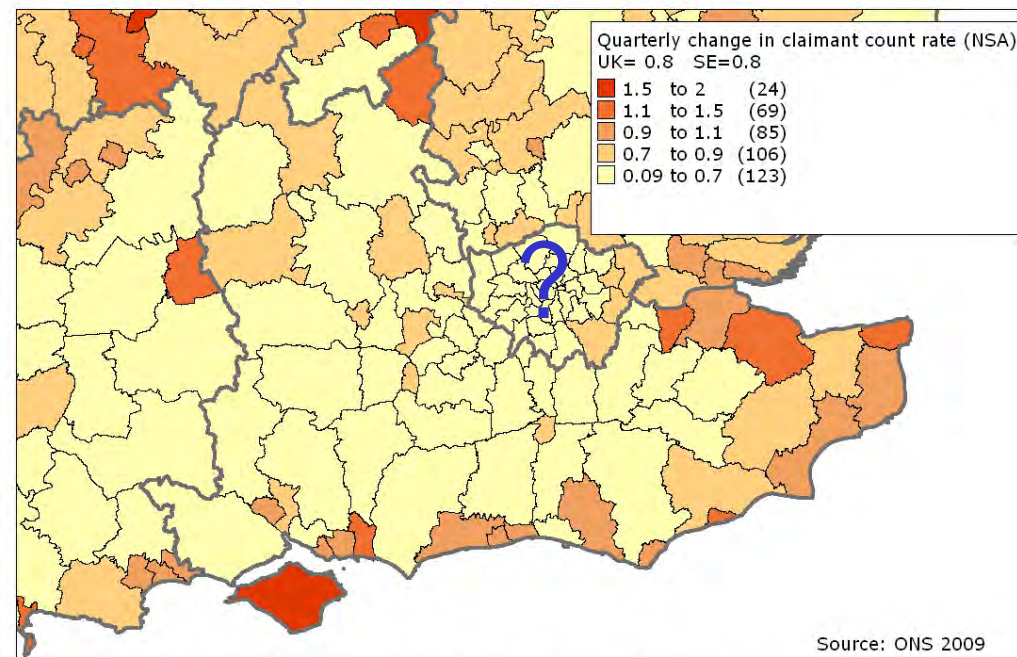 Quarterly change in claimant count rate (NSA)
UK= 0.8 SE=0.8
1.5 to 2 (24)
1.1 to 1.5 (69)
0.9 to 1.1 (85)
0.7 to 0.9 (106)
0.09 to 0.7 (123)
?
Source: ONS 2009